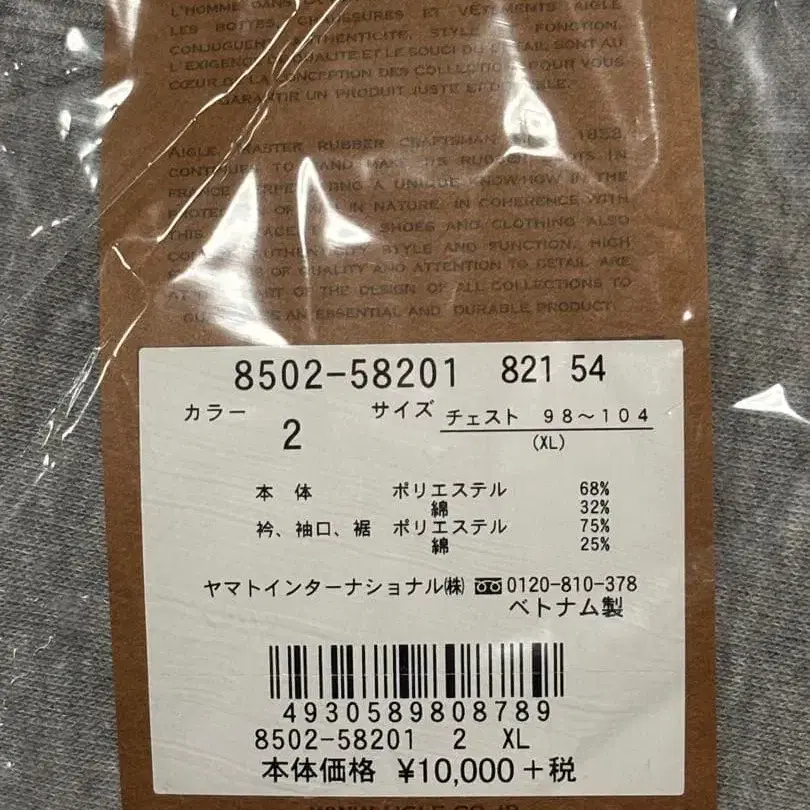 L'HOMME DANS
LES BOTTES, CHAUSSURES ET VÊTEMENTS AIGLE
CONJUGUENT AUTHENTICITÉ, STYLE FONCTION,
L'EXIGENCE QUALITÉ ET LE SOUCI DU DÉTAIL SONT AU
CŒUR DE LA CONCEPTION DES COLLECTIONS POUR VOUS
GARANTIR UN PRODUIT JUSTE ET
AIGLE, MASTER RUBBER CRAFTSMAN 1853,
CONTINUES TO HAND MAKE ITS IN
FRANCE A UNIQUE KNOW-HOW IN THE
OF IN NATURE. IN COHERENCE WITH
THIS SHOES AND CLOTHING ALSO
STYLE AND FUNCTION. HIGH
OF QUALITY AND ATTENTION TO DETAIL ARE
AT OF THE DESIGN OF ALL COLLECTIONS TO
AN ESSENTIAL AND DURABLE PRODUCT.
8502-58201 821 54
カラー サイズ チェスト 98～104
2 (XL)
本体 ポリエステル 68%
綿 32%
衿、袖口、裾 ポリエステル 75%
綿 25%
ヤマトインターナショナル㈱ 0120-810-378
ベトナム製
4930589808789
8502-58201 2 XL
本体価格 ¥10,000+税